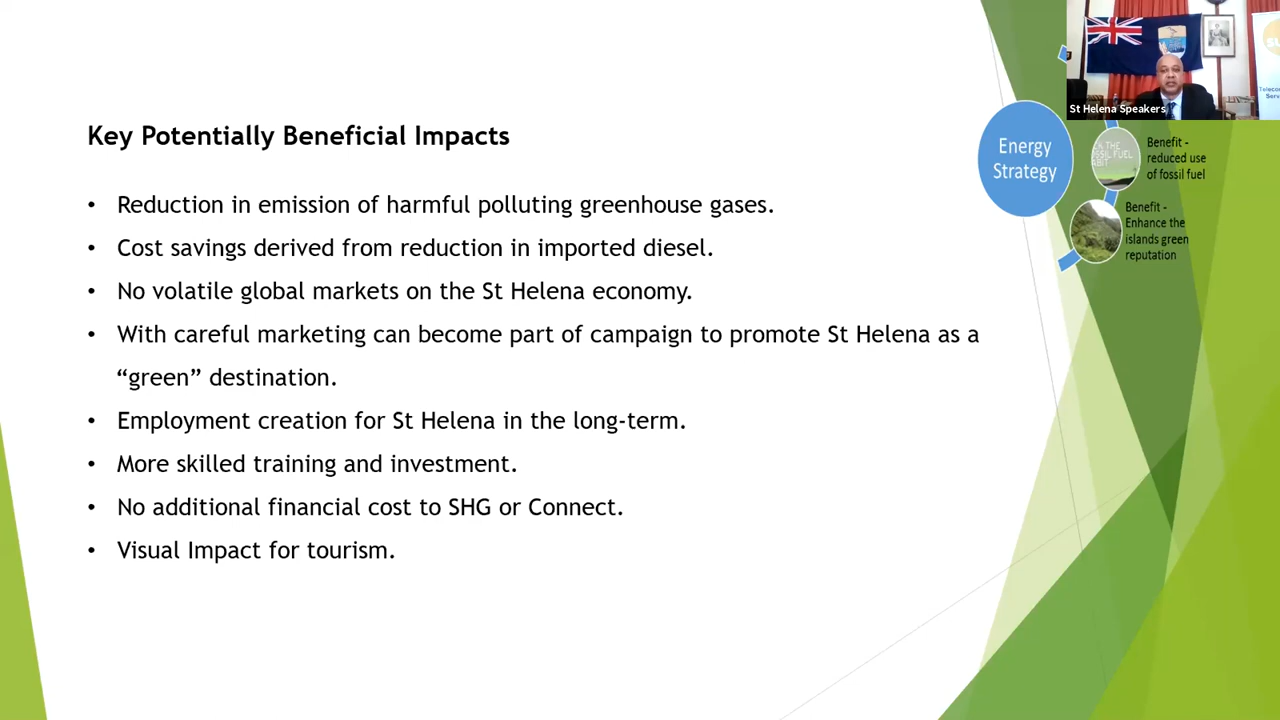 Key Potentially Beneficial Impacts
• Reduction in emission of harmful polluting greenhouse gases.
• Cost savings derived from reduction in imported diesel.
• No volatile global markets on the St Helena economy.
• With careful marketing can become part of campaign to promote St Helena as a
“green” destination.
• Employment creation for St Helena in the long-term.
• More skilled training and investment.
• No additional financial cost to SHG or Connect.
• Visual Impact for tourism.
St Helena Speakers
Energy
Strategy
Benefit -
reduced use
of fossil fuel
Benefit -
Enhance the
islands green
reputation